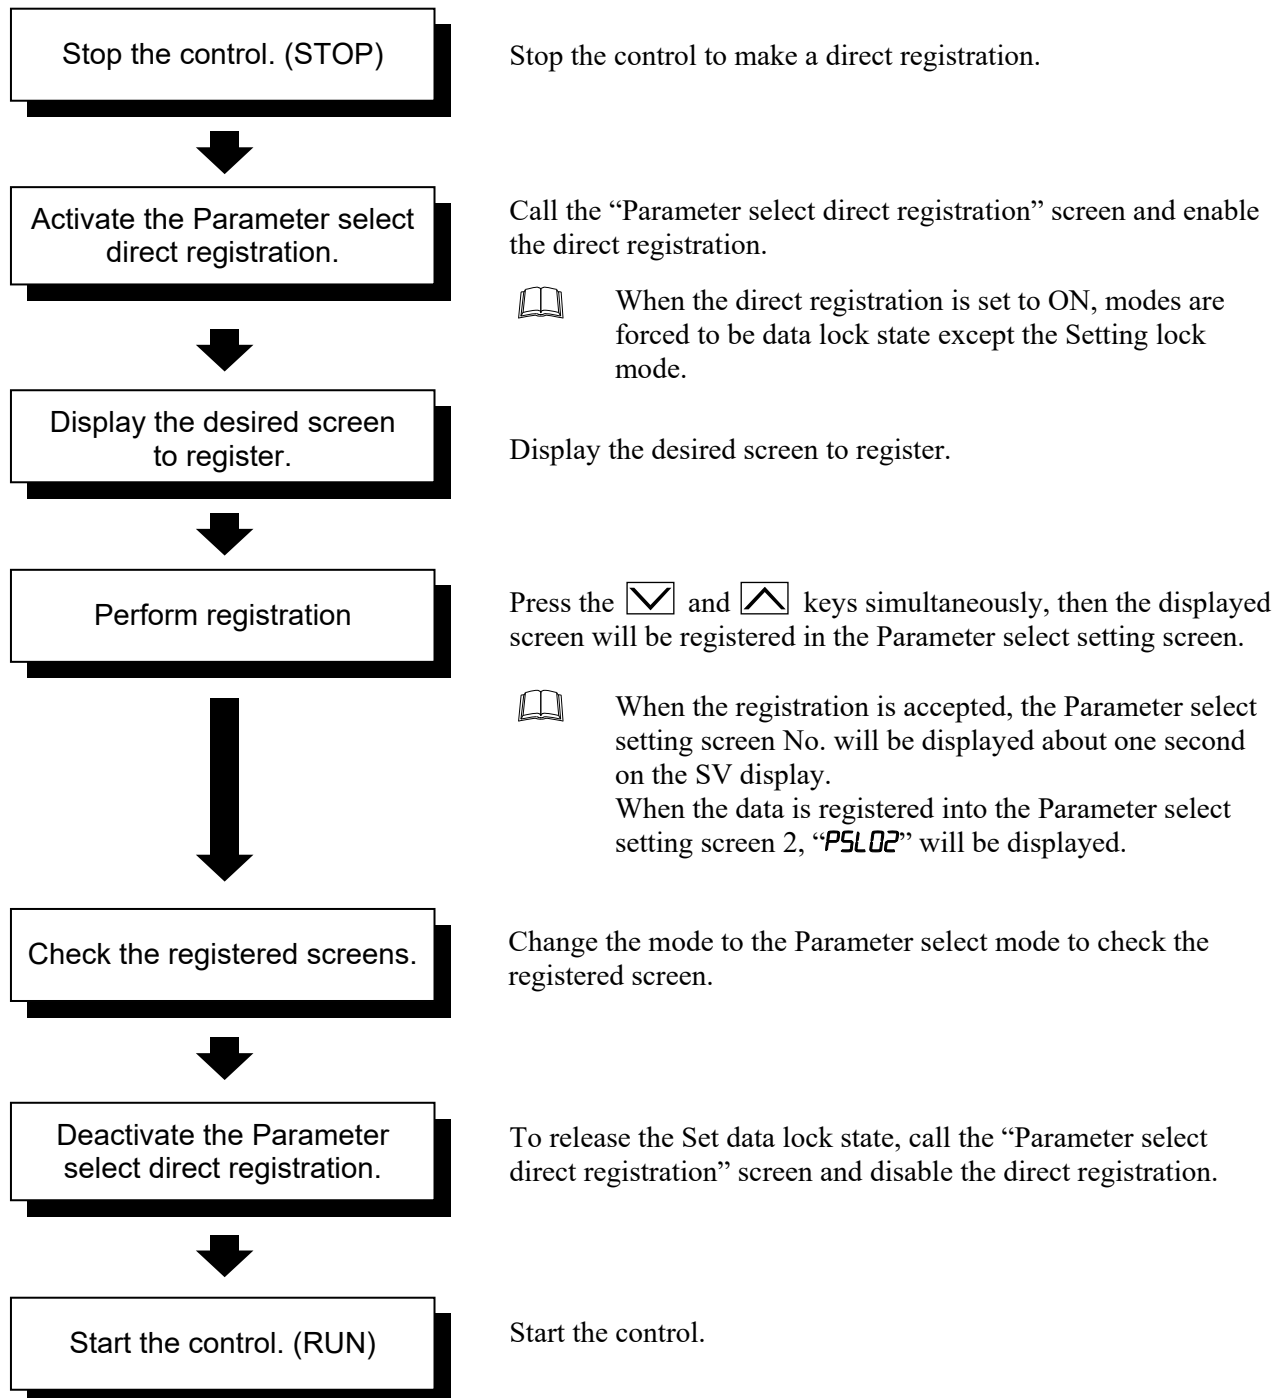 Stop the control. (STOP)
Stop the control to make a direct registration.
Activate the Parameter select
direct registration.
Call the “Parameter select direct registration” screen and enable
the direct registration.
When the direct registration is set to ON, modes are
forced to be data lock state except the Setting lock
mode.
Display the desired screen
to register.
Display the desired screen to register.
Perform registration
Press the and keys simultaneously, then the displayed
screen will be registered in the Parameter select setting screen.
When the registration is accepted, the Parameter select
setting screen No. will be displayed about one second
on the SV display.
When the data is registered into the Parameter select
setting screen 2, “PSL02” will be displayed.
Check the registered screens.
Change the mode to the Parameter select mode to check the
registered screen.
Deactivate the Parameter
select direct registration.
To release the Set data lock state, call the “Parameter select
direct registration” screen and disable the direct registration.
Start the control. (RUN)
Start the control.